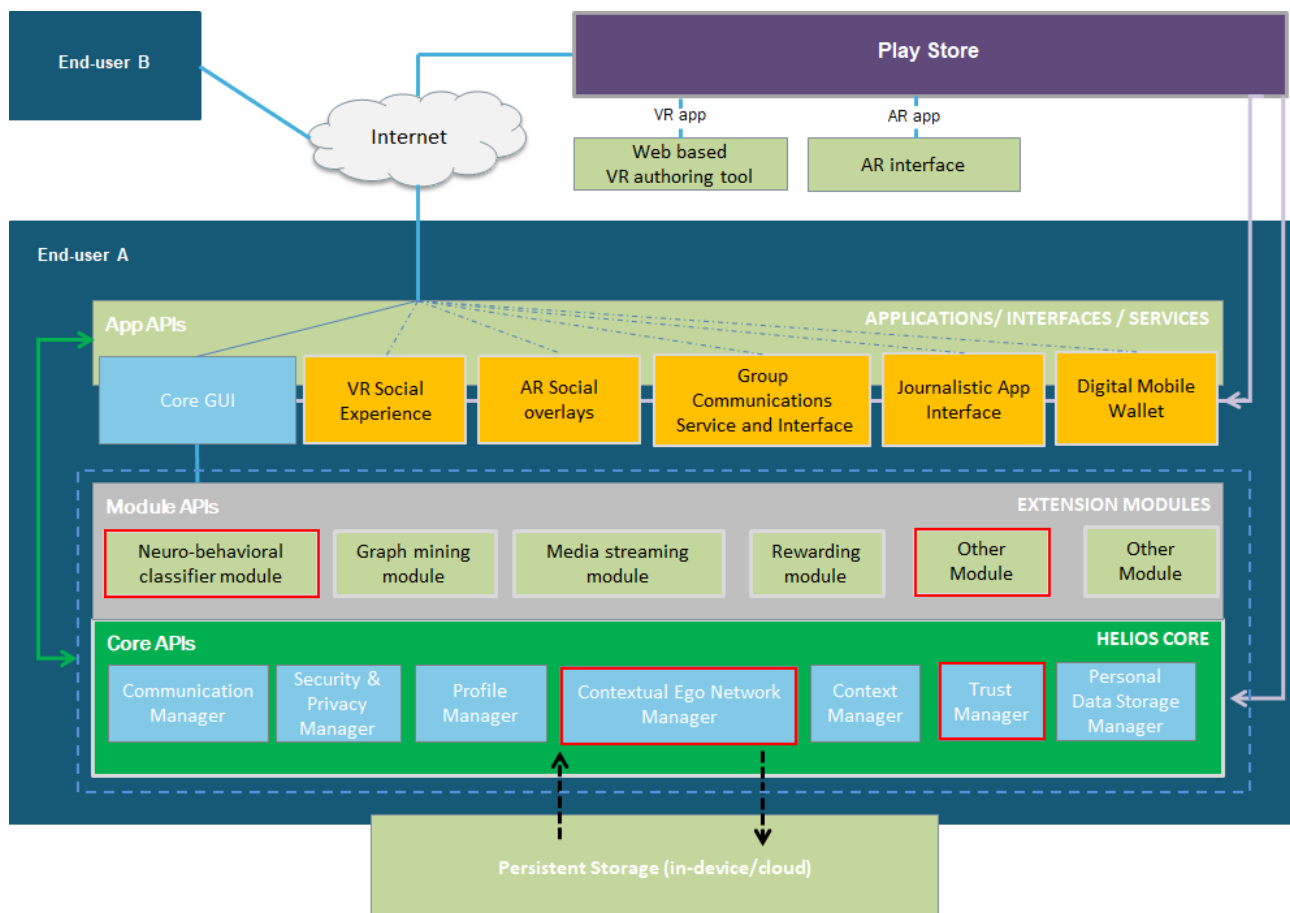 End-user B
Play Store
Internet
VR app
AR app
Web based
VR authoring tool
AR interface
End-user A
App APIs
APPLICATIONS/ INTERFACES / SERVICES
Core GUI
VR Social
Experience
AR Social
overlays
Group
Communications
Service and Interface
Journalistic App
Interface
Digital Mobile
Wallet
Module APIs
EXTENSION MODULES
Neuro-behavioral
classifier module
Graph mining
module
Media streaming
module
Rewarding
module
Other
Module
Other
Module
Core APIs
HELIOS CORE
Communication
Manager
Security &
Privacy
Manager
Profile
Manager
Contextual Ego Network
Manager
Context
Manager
Trust
Manager
Personal
Data Storage
Manager
Persistent Storage (in-device/cloud)